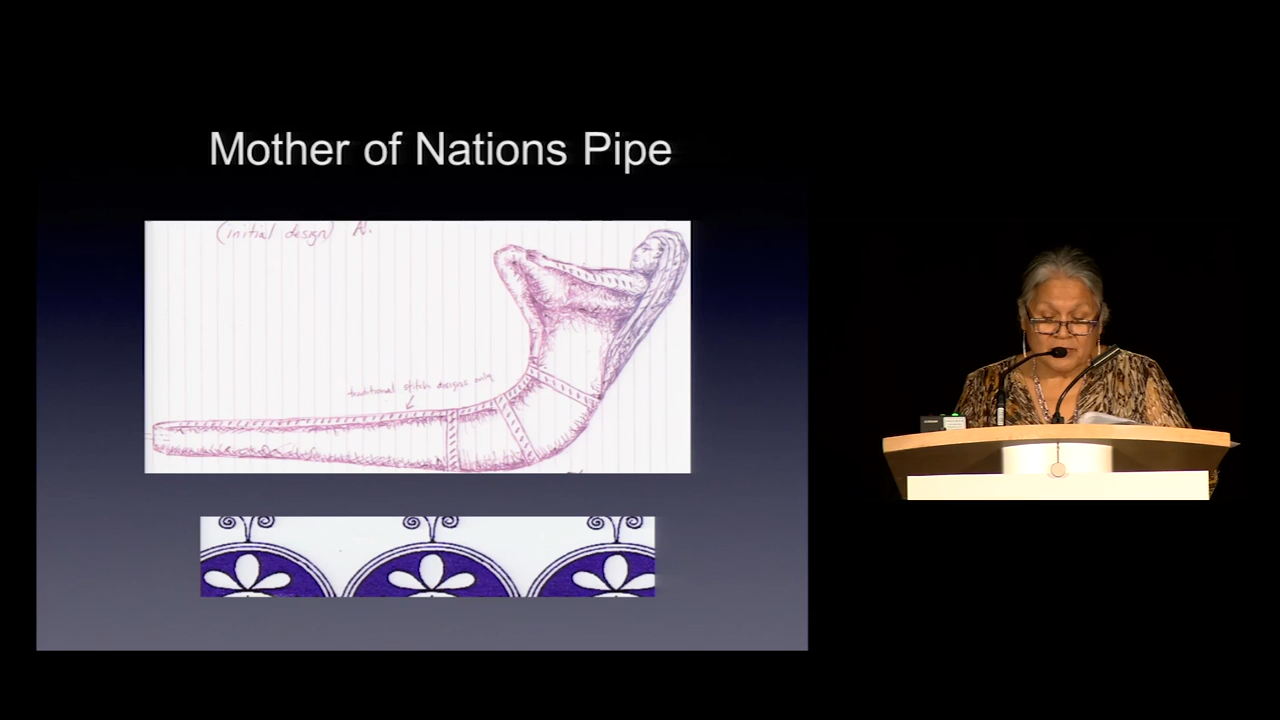 Mother of Nations Pipe
(initial design) A.
traditional stitch designs only